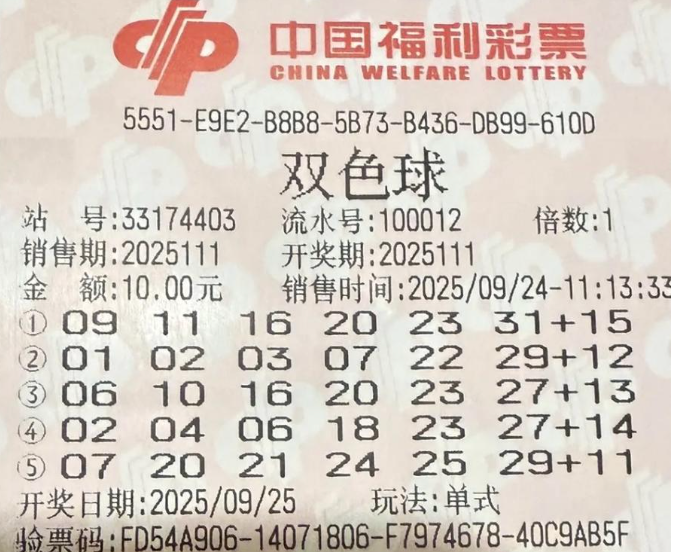 中国福利彩票
CHINA WELFARE LOTTERY
5551-E9E2-B8B8-5B73-B436-DB99-610D
双色球
站 号:33174403 流水号:100012 倍数:1
销售期:2025111 开奖期:2025111
金 额:10.00元 销售时间:2025/09/24-11:13:33
① 09 11 16 20 23 31+15
② 01 02 03 07 22 29+12
③ 06 10 16 20 23 27+13
④ 02 04 06 18 23 27+14
⑤ 07 20 21 24 25 29+11
开奖日期:2025/09/25 玩法:单式
验票码:FD54A906-14071806-F7974678-40C9AB5F